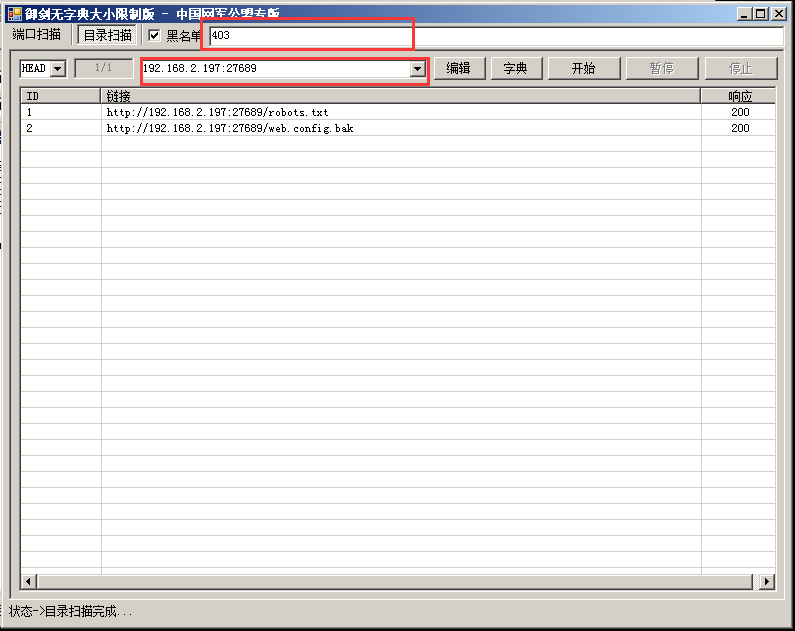 御剑无字典大小限制版 - 中国网军公盟专版
端口扫描 目录扫描 黑名单 403
HEAD 1/1 192.168.2.197:27689 编辑 字典 开始 暂停 停止
ID 链接 响应
1 http://192.168.2.197:27689/robots.txt 200
2 http://192.168.2.197:27689/web.config.bak 200
状态->目录扫描完成...